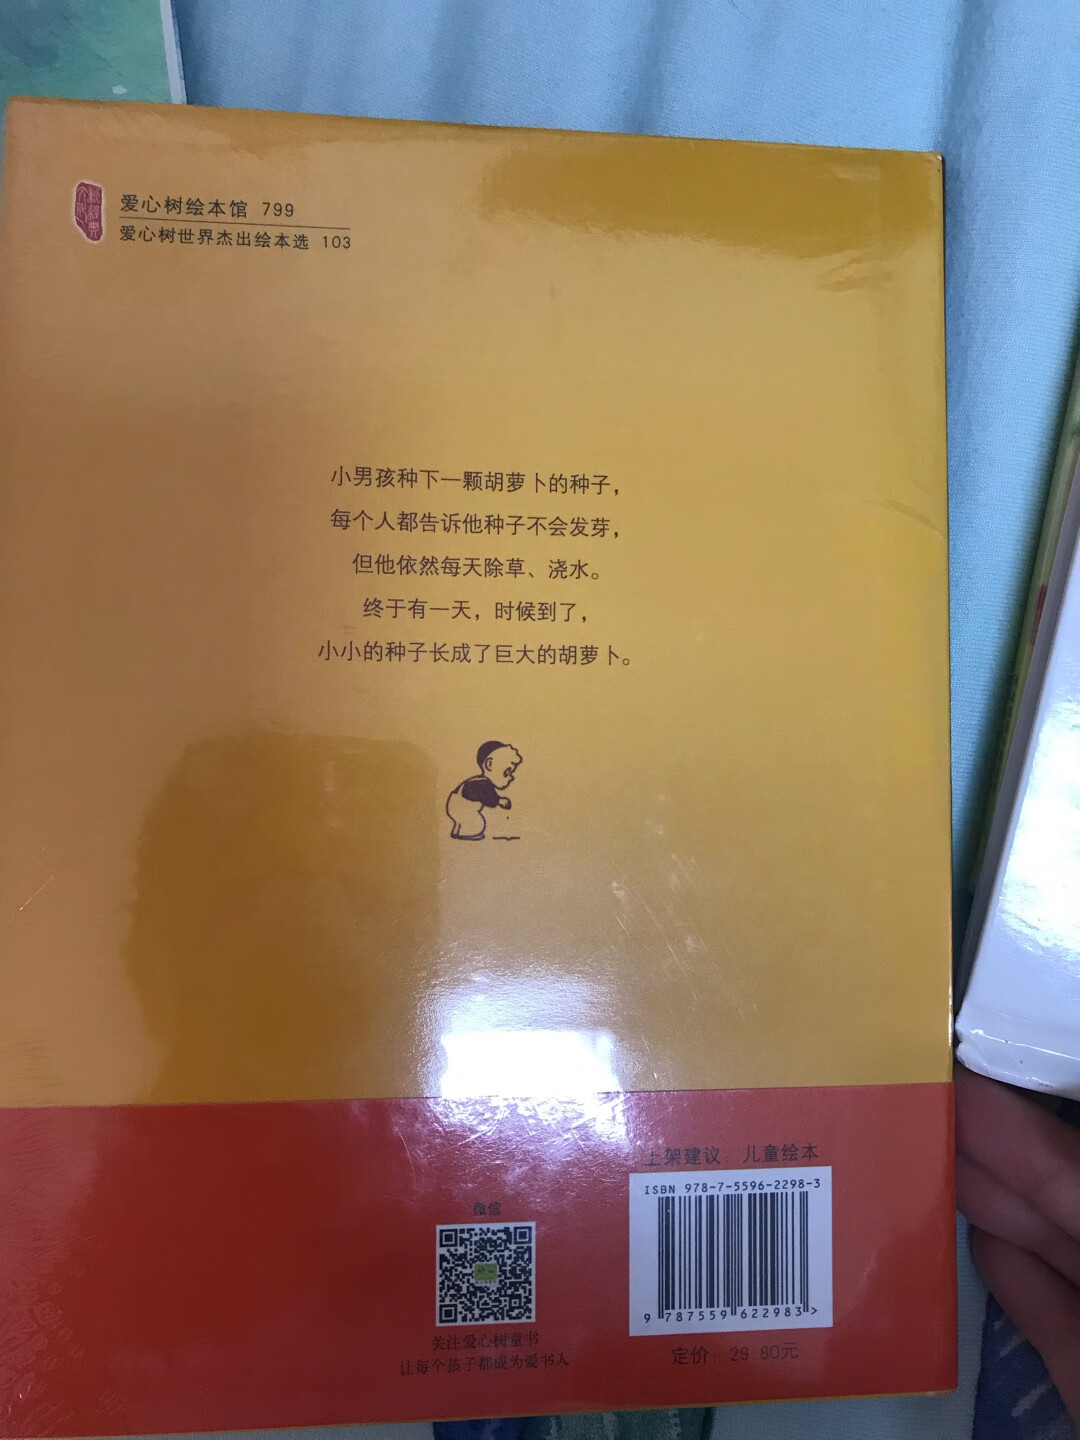 新经典文化
爱心树绘本馆 799
爱心树世界杰出绘本选 103
小男孩种下一颗胡萝卜的种子，
每个人都告诉他种子不会发芽，
但他依然每天除草、浇水。
终于有一天，时候到了，
小小的种子长成了巨大的胡萝卜。
上架建议：儿童绘本
ISBN 978-7-5596-2298-3
9 787559 622983 >
定价：29.80元
微信
关注爱心树童书
让每个孩子都成为爱书人